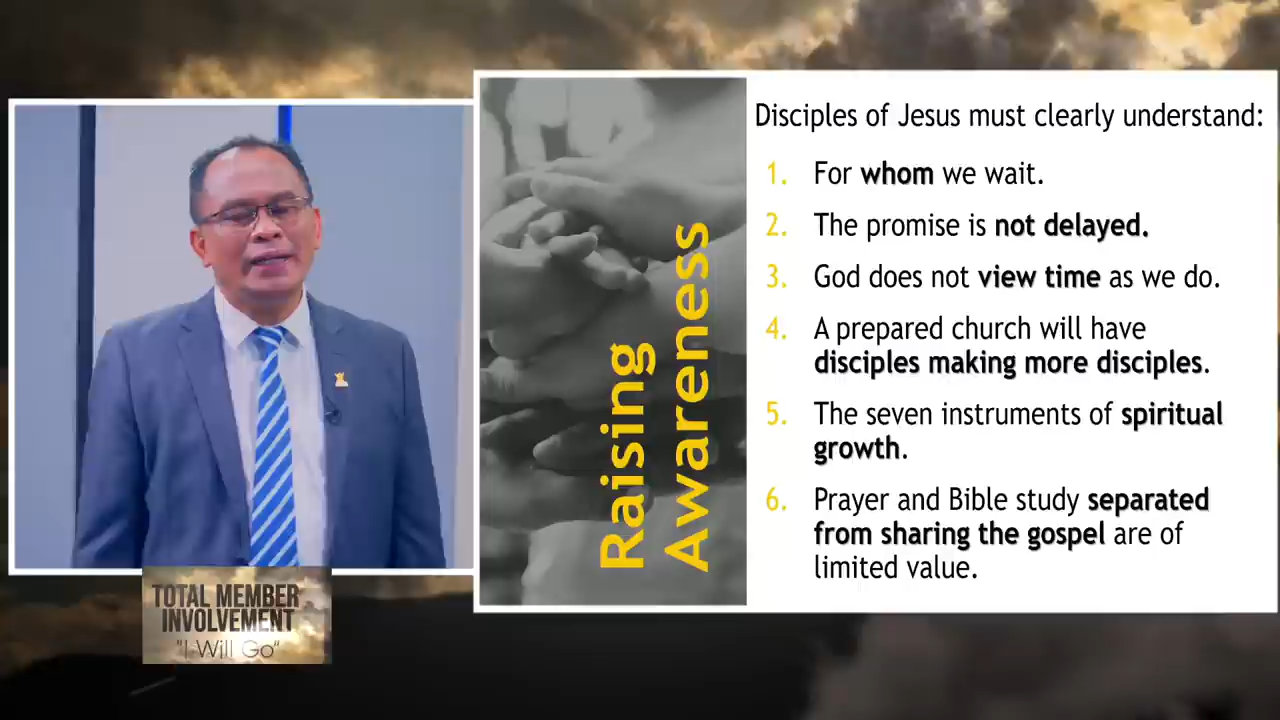 Disciples of Jesus must clearly understand:
1. For whom we wait.
2. The promise is not delayed.
3. God does not view time as we do.
4. A prepared church will have
disciples making more disciples.
5. The seven instruments of spiritual
growth.
6. Prayer and Bible study separated
from sharing the gospel are of
limited value.
Raising
Awareness
TOTAL MEMBER
INVOLVEMENT
"I Will Go"